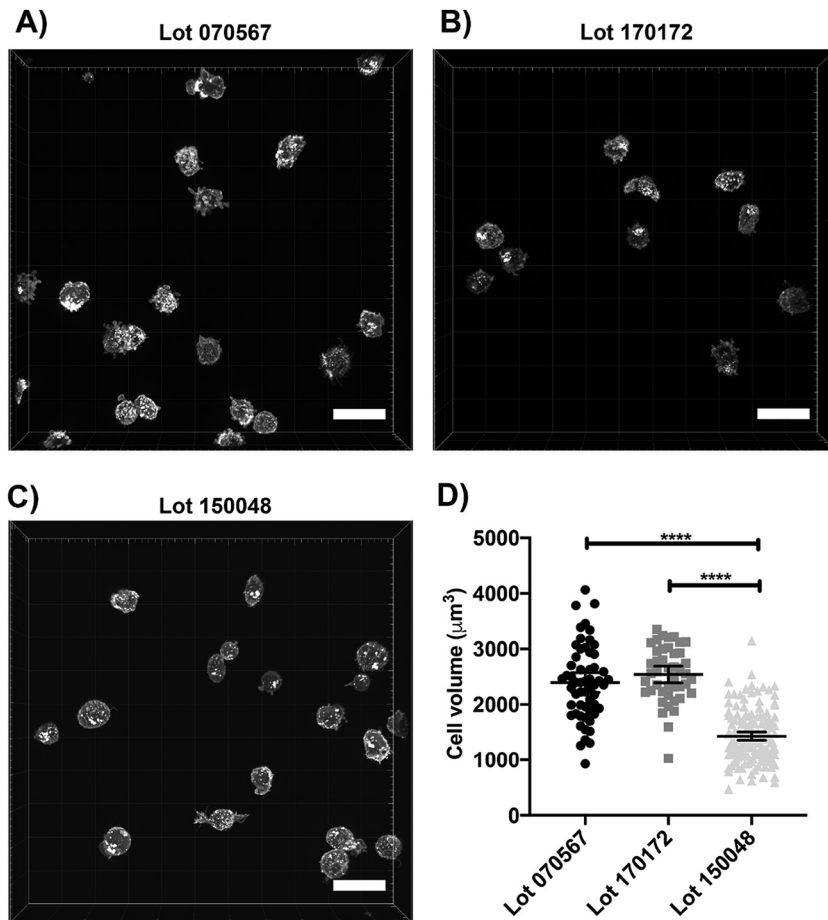 A)
Lot 070567
B)
Lot 170172
C)
Lot 150048
D)
Cell volume (μm³)
5000
4000
3000
2000
1000
0
****
****
Lot 070567
Lot 170172
Lot 150048